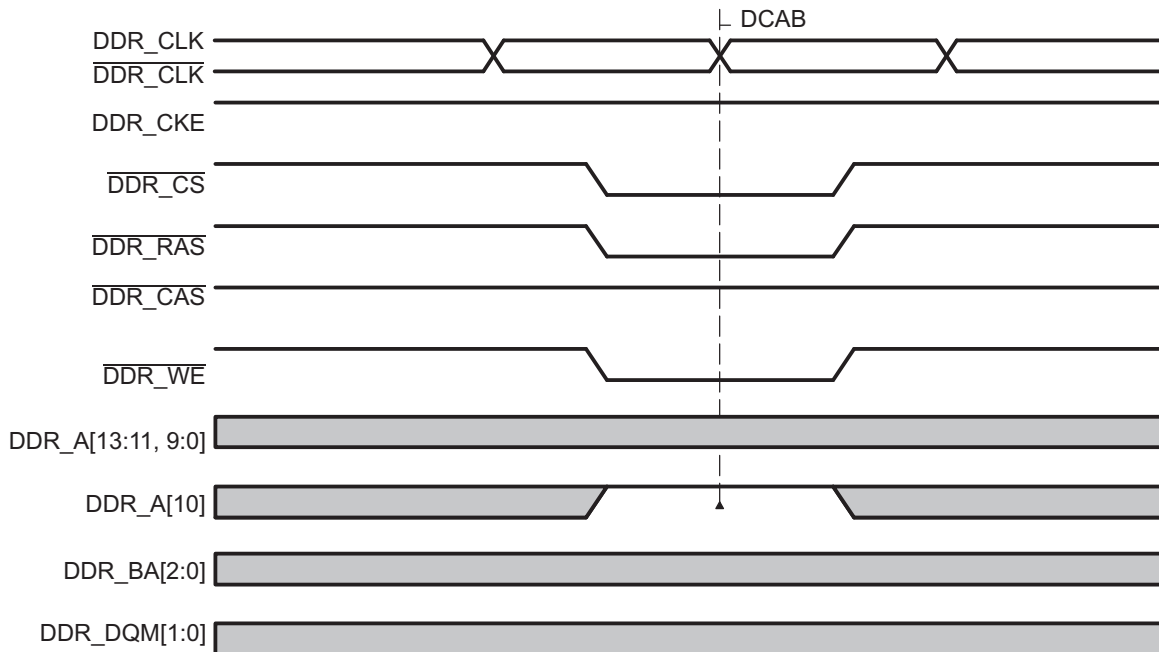 DCAB
DDR_CLK
DDR_CLK
DDR_CKE
DDR_CS
DDR_RAS
DDR_CAS
DDR_WE
DDR_A[13:11, 9:0]
DDR_A[10]
DDR_BA[2:0]
DDR_DQM[1:0]